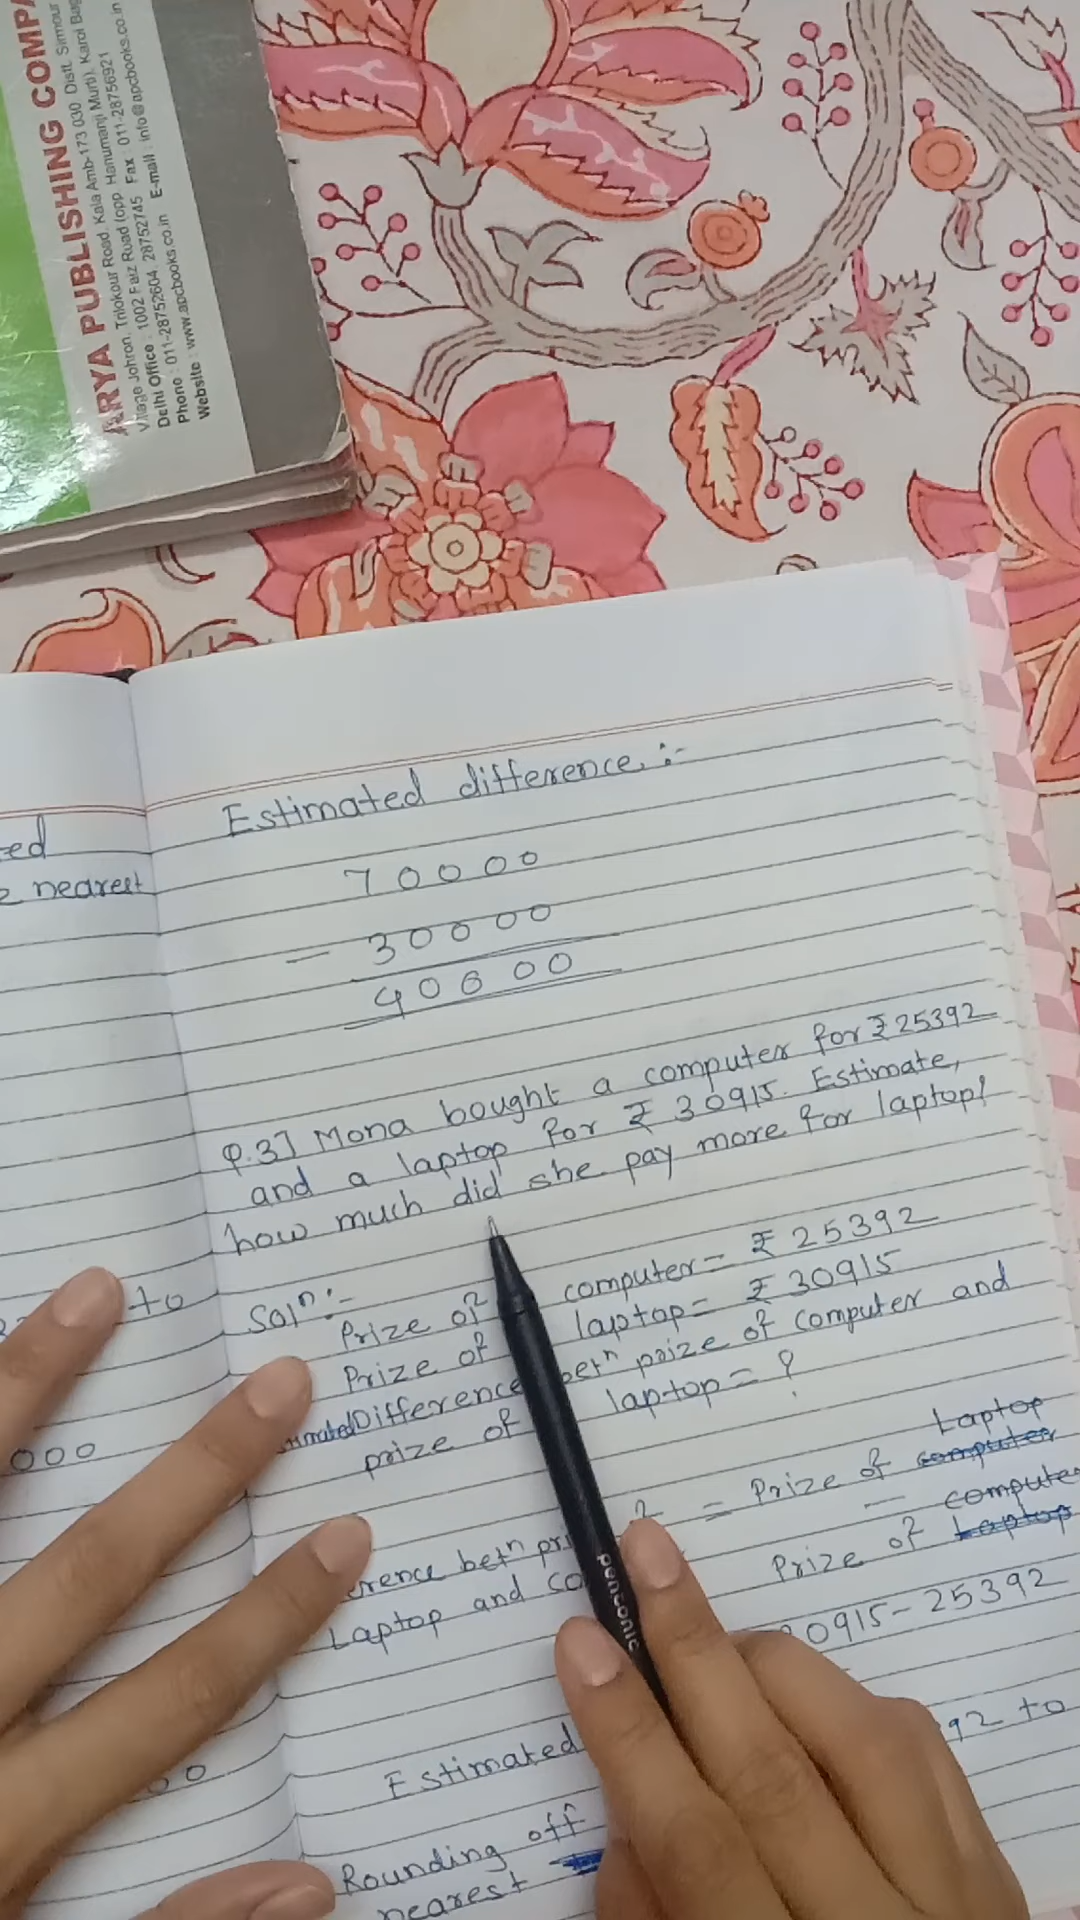 ARYA PUBLISHING COMPA
Village Johron, Trilokpur Road, Kala Amb-173 030 Distt. Sirmour
Delhi Office : 1002 Faiz Road (opp. Hanumanji Murti), Karol Bag
Phone : 011-28752604, 28752745 Fax : 011-28756921
Website : www.apcbooks.co.in E-mail : info@apcbooks.co.in
ed
nearest
to
000
00
Estimated difference :-
70000
- 30000
40000
Q.3] Mona bought a computer for ₹25392
and a laptop for ₹ 30915. Estimate,
how much did she pay more for laptop?
Solⁿ :-
Prize of computer = ₹ 25392
Prize of laptop = ₹ 30915
Difference betⁿ prize of computer and
prize of laptop = ?
Laptop
= Prize of computer
- computer
Prize of Laptop
erence betⁿ pri
Laptop and co
0915-25392
Estimated
92 to
Rounding off
nearest